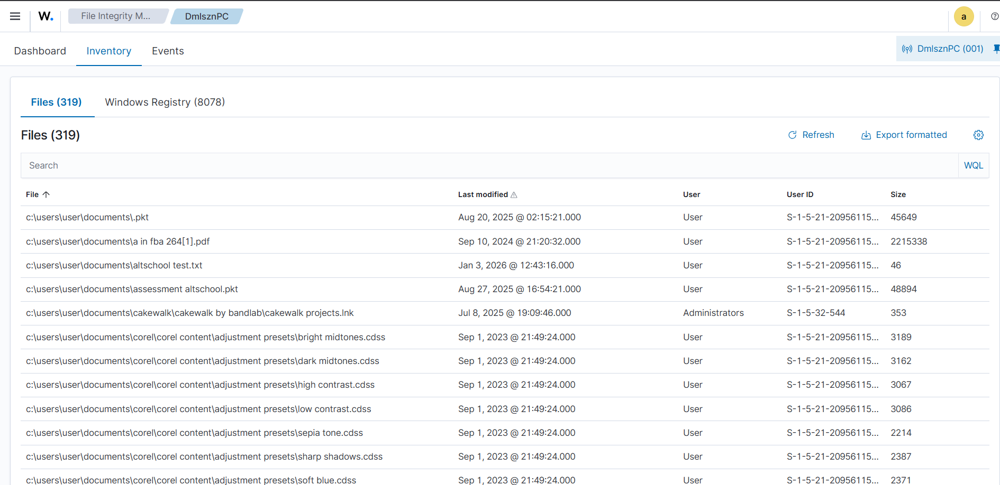 W. File Integrity M... DmlsznPC a
Dashboard Inventory Events DmlsznPC (001)
Files (319) Windows Registry (8078)
Files (319) Refresh Export formatted
Search WQL
File Last modified User User ID Size
c:\users\user\documents\.pkt Aug 20, 2025 @ 02:15:21.000 User S-1-5-21-20956115... 45649
c:\users\user\documents\a in fba 264[1].pdf Sep 10, 2024 @ 21:20:32.000 User S-1-5-21-20956115... 2215338
c:\users\user\documents\altschool test.txt Jan 3, 2026 @ 12:43:16.000 User S-1-5-21-20956115... 46
c:\users\user\documents\assessment altschool.pkt Aug 27, 2025 @ 16:54:21.000 User S-1-5-21-20956115... 48894
c:\users\user\documents\cakewalk\cakewalk by bandlab\cakewalk projects.lnk Jul 8, 2025 @ 19:09:46.000 Administrators S-1-5-32-544 353
c:\users\user\documents\corel\corel content\adjustment presets\bright midtones.cdss Sep 1, 2023 @ 21:49:24.000 User S-1-5-21-20956115... 3189
c:\users\user\documents\corel\corel content\adjustment presets\dark midtones.cdss Sep 1, 2023 @ 21:49:24.000 User S-1-5-21-20956115... 3162
c:\users\user\documents\corel\corel content\adjustment presets\high contrast.cdss Sep 1, 2023 @ 21:49:24.000 User S-1-5-21-20956115... 3067
c:\users\user\documents\corel\corel content\adjustment presets\low contrast.cdss Sep 1, 2023 @ 21:49:24.000 User S-1-5-21-20956115... 3086
c:\users\user\documents\corel\corel content\adjustment presets\sepia tone.cdss Sep 1, 2023 @ 21:49:24.000 User S-1-5-21-20956115... 2214
c:\users\user\documents\corel\corel content\adjustment presets\sharp shadows.cdss Sep 1, 2023 @ 21:49:24.000 User S-1-5-21-20956115... 2387
c:\users\user\documents\corel\corel content\adjustment presets\soft blue.cdss Sep 1, 2023 @ 21:49:24.000 User S-1-5-21-20956115... 2371